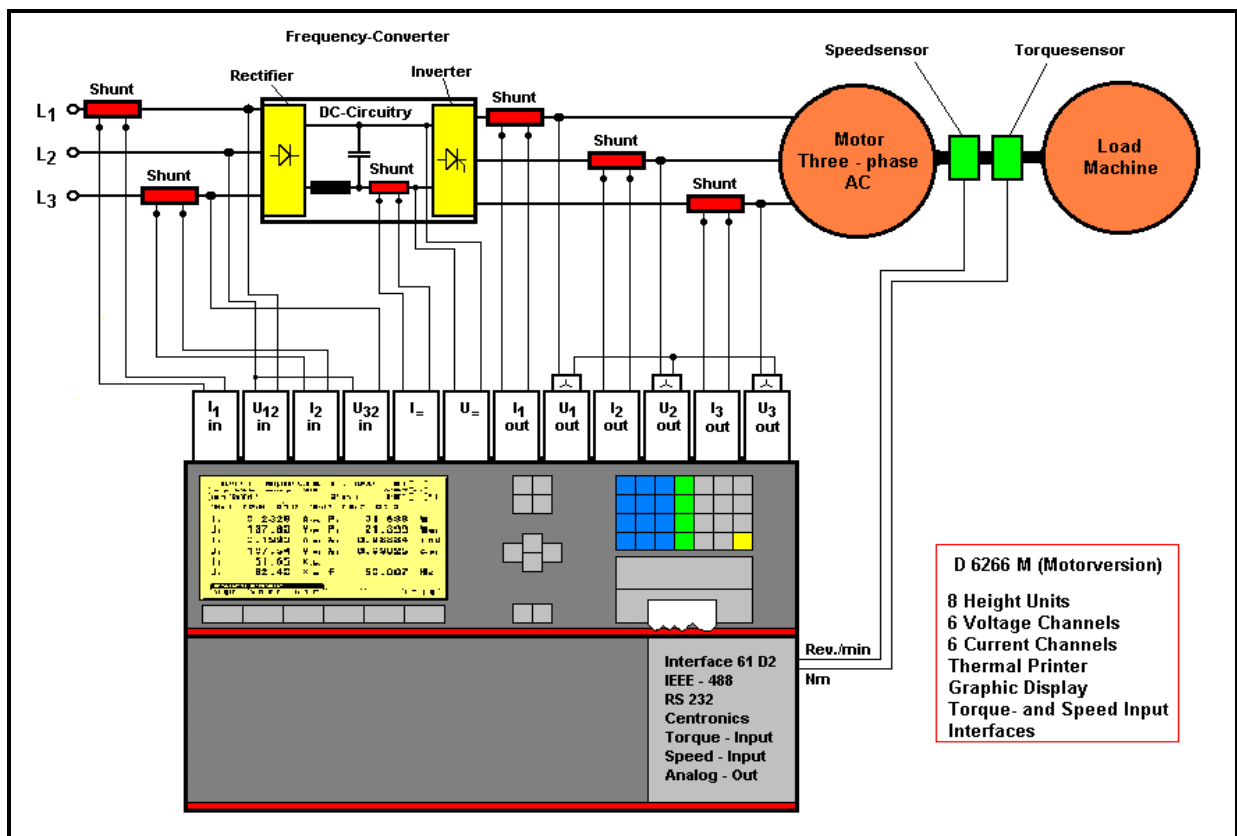 Frequency-Converter
Speedsensor
Torquesensor
Shunt
Rectifier
Inverter
Shunt
L1
DC-Circuitry
Motor
Three - phase
AC
Load
Machine
L2
Shunt
Shunt
Shunt
Shunt
L3
I1 in
U12 in
I2 in
U32 in
I=
U=
I1 out
U1 out
I2 out
U2 out
I3 out
U3 out
D 6266 M (Motorversion)
8 Height Units
6 Voltage Channels
6 Current Channels
Thermal Printer
Graphic Display
Torque- and Speed Input
Interfaces
Rev./min
Nm
Interface 61 D2
IEEE - 488
RS 232
Centronics
Torque - Input
Speed - Input
Analog - Out